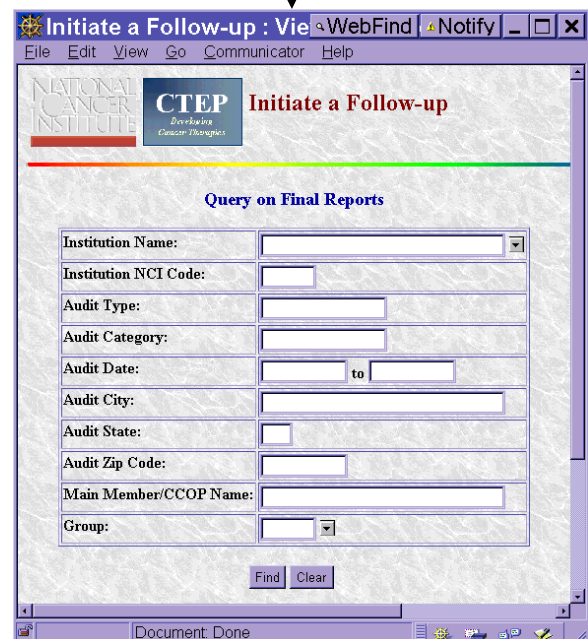 Initiate a Follow-up : Vie WebFind Notify
File Edit View Go Communicator Help
NATIONAL
CANCER
INSTITUTE
CTEP
Developing
Cancer Therapies
Initiate a Follow-up
Query on Final Reports
Institution Name:
Institution NCI Code:
Audit Type:
Audit Category:
Audit Date: to
Audit City:
Audit State:
Audit Zip Code:
Main Member/CCOP Name:
Group:
Find Clear
Document: Done